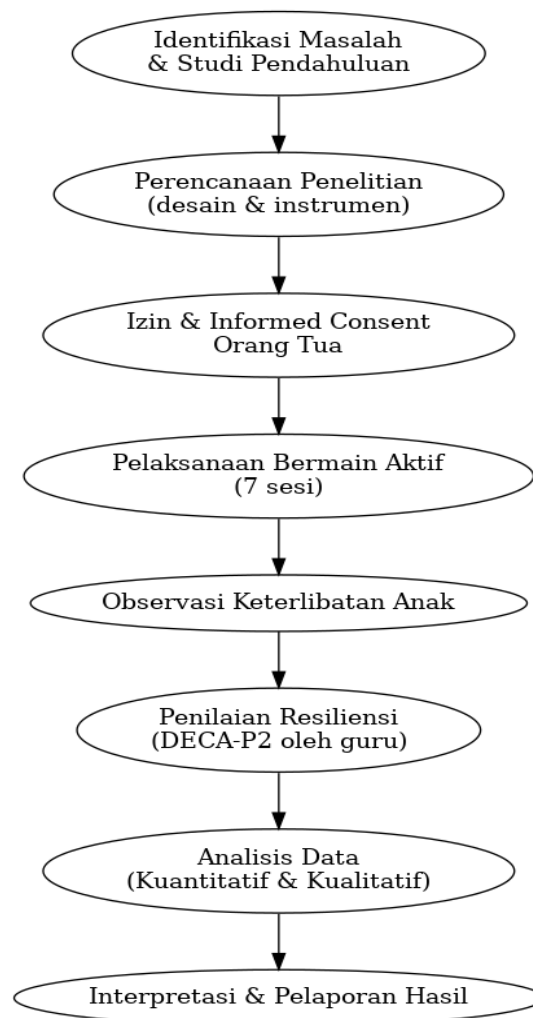 Identifikasi Masalah
& Studi Pendahuluan
Perencanaan Penelitian
(desain & instrumen)
Izin & Informed Consent
Orang Tua
Pelaksanaan Bermain Aktif
(7 sesi)
Observasi Keterlibatan Anak
Penilaian Resiliensi
(DECA-P2 oleh guru)
Analisis Data
(Kuantitatif & Kualitatif)
Interpretasi & Pelaporan Hasil